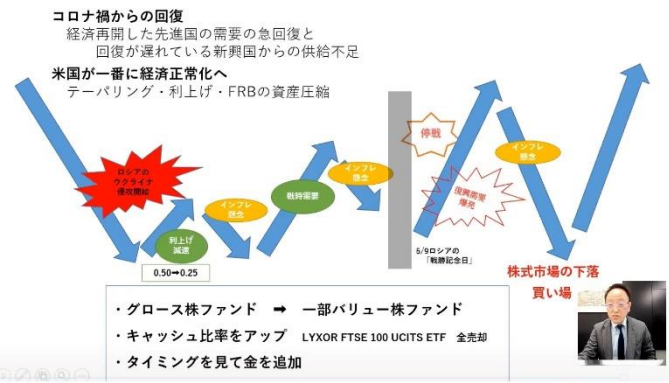 コロナ禍からの回復
経済再開した先進国の需要の急回復と
回復が遅れている新興国からの供給不足
米国が一番に経済正常化へ
テーパリング・利上げ・FRBの資産圧縮
ロシアの
ウクライナ
侵攻開始
利上げ
減速
0.50➡0.25
インフレ
懸念
戦時需要
インフレ
懸念
停戦
復興需要
爆発
5/9ロシアの
「戦勝記念日」
インフレ
懸念
株式市場の下落
買い場
・グロース株ファンド ➡ 一部バリュー株ファンド
・キャッシュ比率をアップ LYXOR FTSE 100 UCITS ETF 全売却
・タイミングを見て金を追加